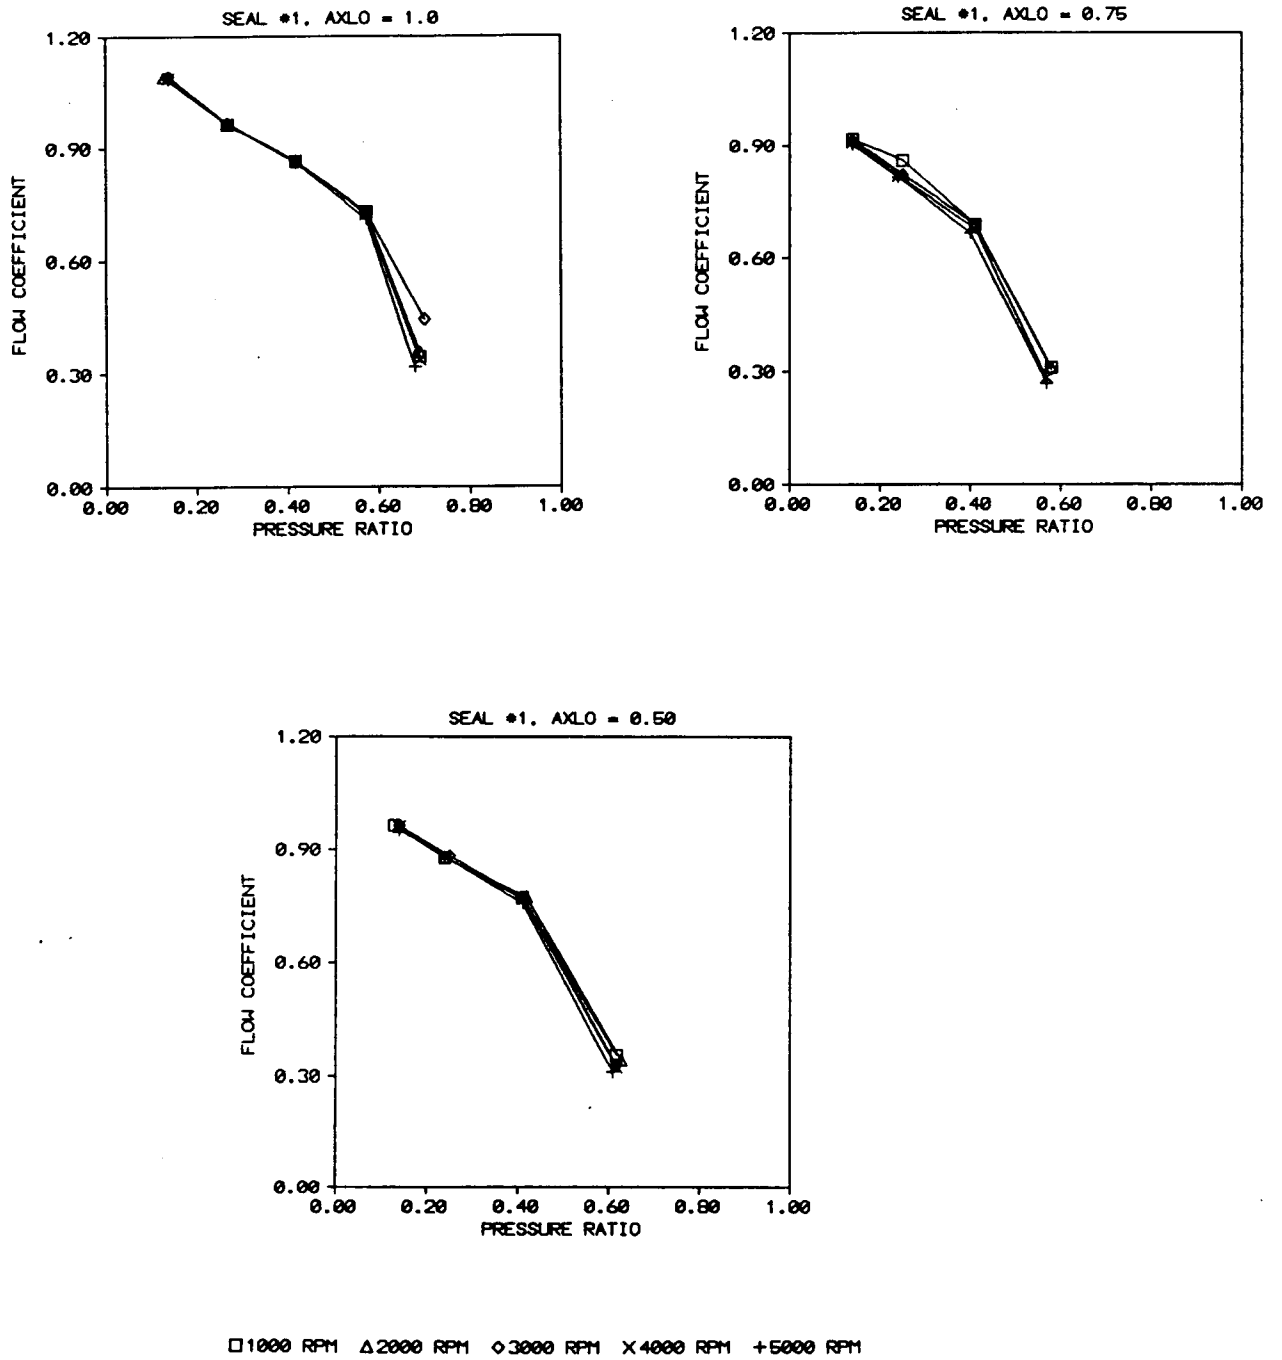 SEAL #1, AXLO = 1.0
1.20
0.90
0.60
0.30
0.00
FLOW COEFFICIENT
0.00 0.20 0.40 0.60 0.80 1.00
PRESSURE RATIO
SEAL #1, AXLO = 0.75
1.20
0.90
0.60
0.30
0.00
FLOW COEFFICIENT
0.00 0.20 0.40 0.60 0.80 1.00
PRESSURE RATIO
SEAL #1, AXLO = 0.50
1.20
0.90
0.60
0.30
0.00
FLOW COEFFICIENT
0.00 0.20 0.40 0.60 0.80 1.00
PRESSURE RATIO
□ 1000 RPM △ 2000 RPM ◇ 3000 RPM X 4000 RPM + 5000 RPM